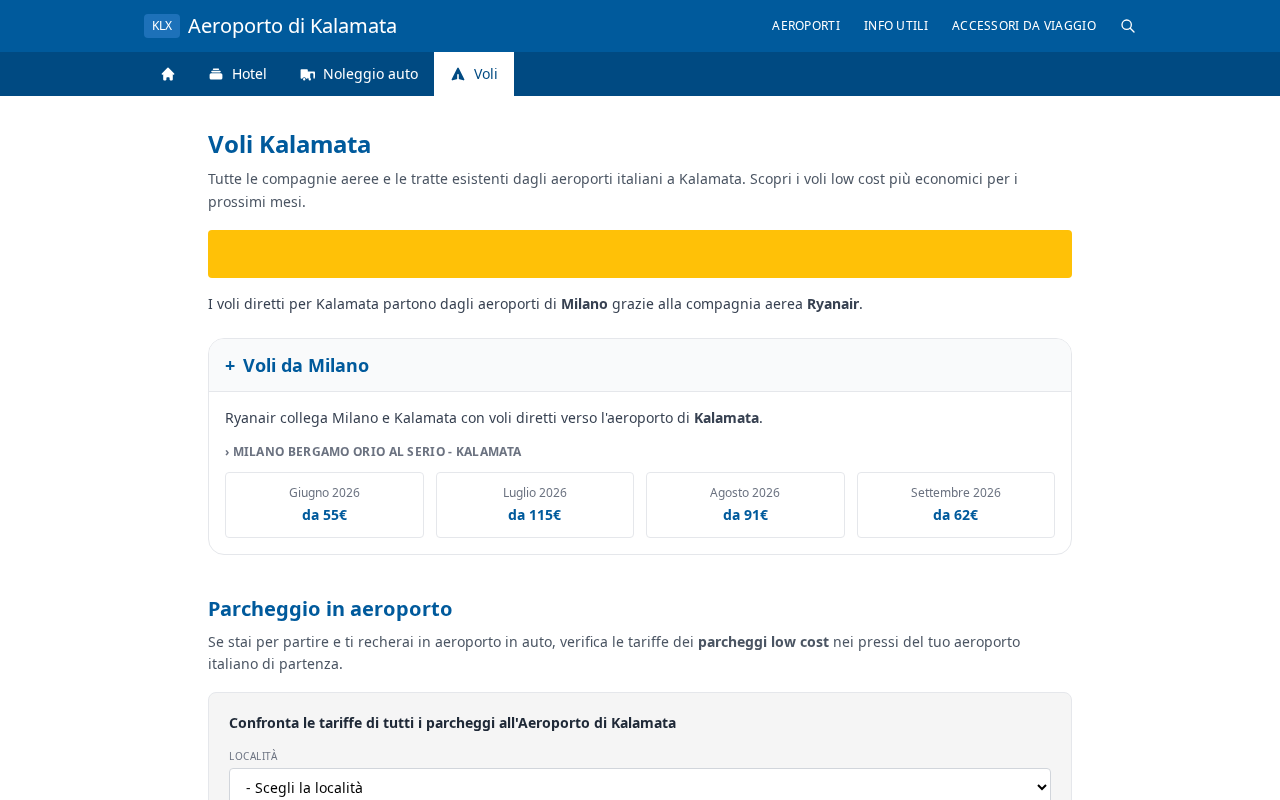 KLX Aeroporto di Kalamata
AEROPORTI INFO UTILI ACCESSORI DA VIAGGIO
Hotel Noleggio auto Voli
Voli Kalamata
Tutte le compagnie aeree e le tratte esistenti dagli aeroporti italiani a Kalamata. Scopri i voli low cost più economici per i
prossimi mesi.
I voli diretti per Kalamata partono dagli aeroporti di Milano grazie alla compagnia aerea Ryanair.
+ Voli da Milano
Ryanair collega Milano e Kalamata con voli diretti verso l'aeroporto di Kalamata.
› MILANO BERGAMO ORIO AL SERIO - KALAMATA
Giugno 2026
da 55€
Luglio 2026
da 115€
Agosto 2026
da 91€
Settembre 2026
da 62€
Parcheggio in aeroporto
Se stai per partire e ti recherai in aeroporto in auto, verifica le tariffe dei parcheggi low cost nei pressi del tuo aeroporto
italiano di partenza.
Confronta le tariffe di tutti i parcheggi all'Aeroporto di Kalamata
LOCALITÀ
- Scegli la località